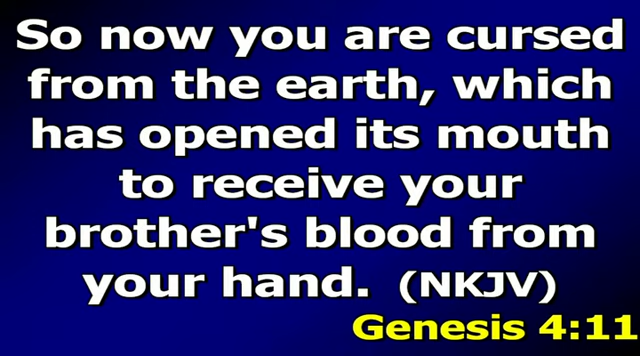 So now you are cursed
from the earth, which
has opened its mouth
to receive your
brother's blood from
your hand. (NKJV)
Genesis 4:11